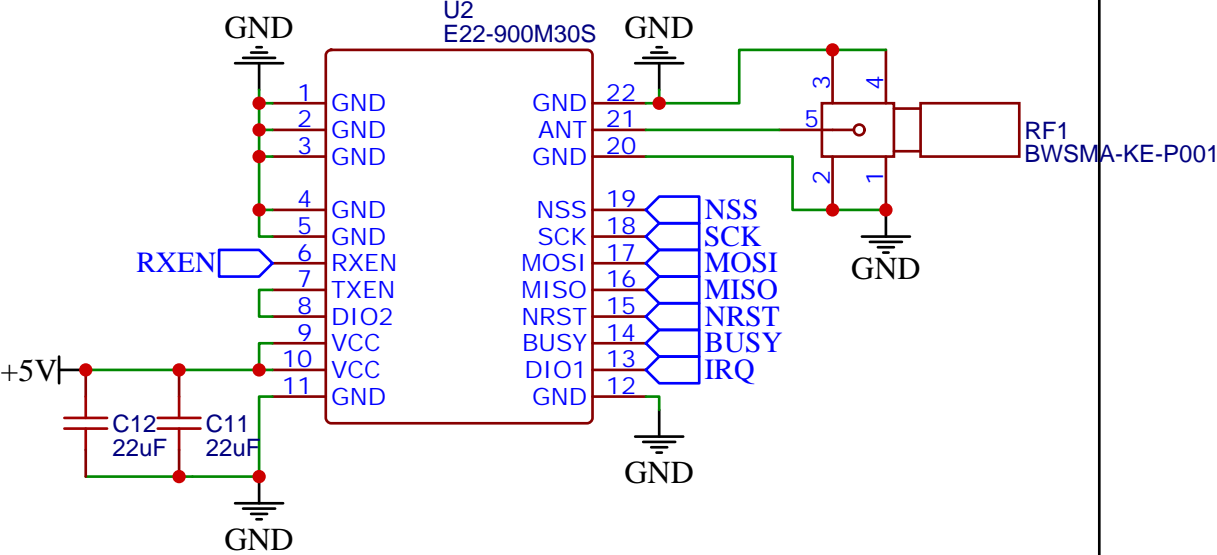 U2
E22-900M30S
GND
GND
1 GND
2 GND
3 GND
4 GND
5 GND
RXEN 6 RXEN
7 TXEN
8 DIO2
9 VCC
+5V 10 VCC
11 GND
GND 22
ANT 21
GND 20
NSS 19 NSS
SCK 18 SCK
MOSI 17 MOSI
MISO 16 MISO
NRST 15 NRST
BUSY 14 BUSY
DIO1 13 IRQ
GND 12
3
4
5
2
1
RF1
BWSMA-KE-P001
GND
C12
22uF
C11
22uF
GND
GND